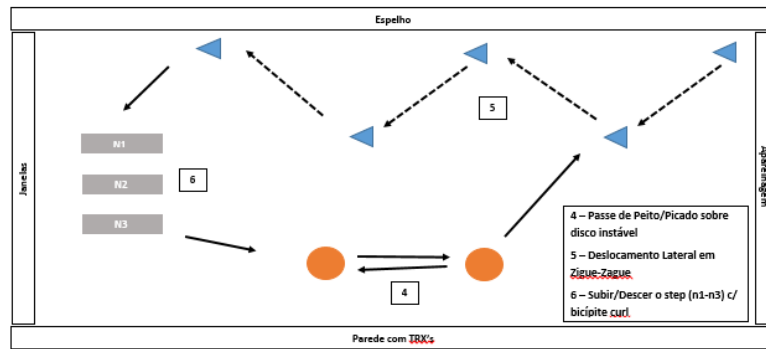 Espelho
5
Janelas
N1
N2
N3
6
4
Aparelhagem
4 – Passe de Peito/Picado sobre
disco instável
5 – Deslocamento Lateral em
Zigue-Zague
6 – Subir/Descer o step (n1-n3) c/
bicípite curl
Parede com TRX's